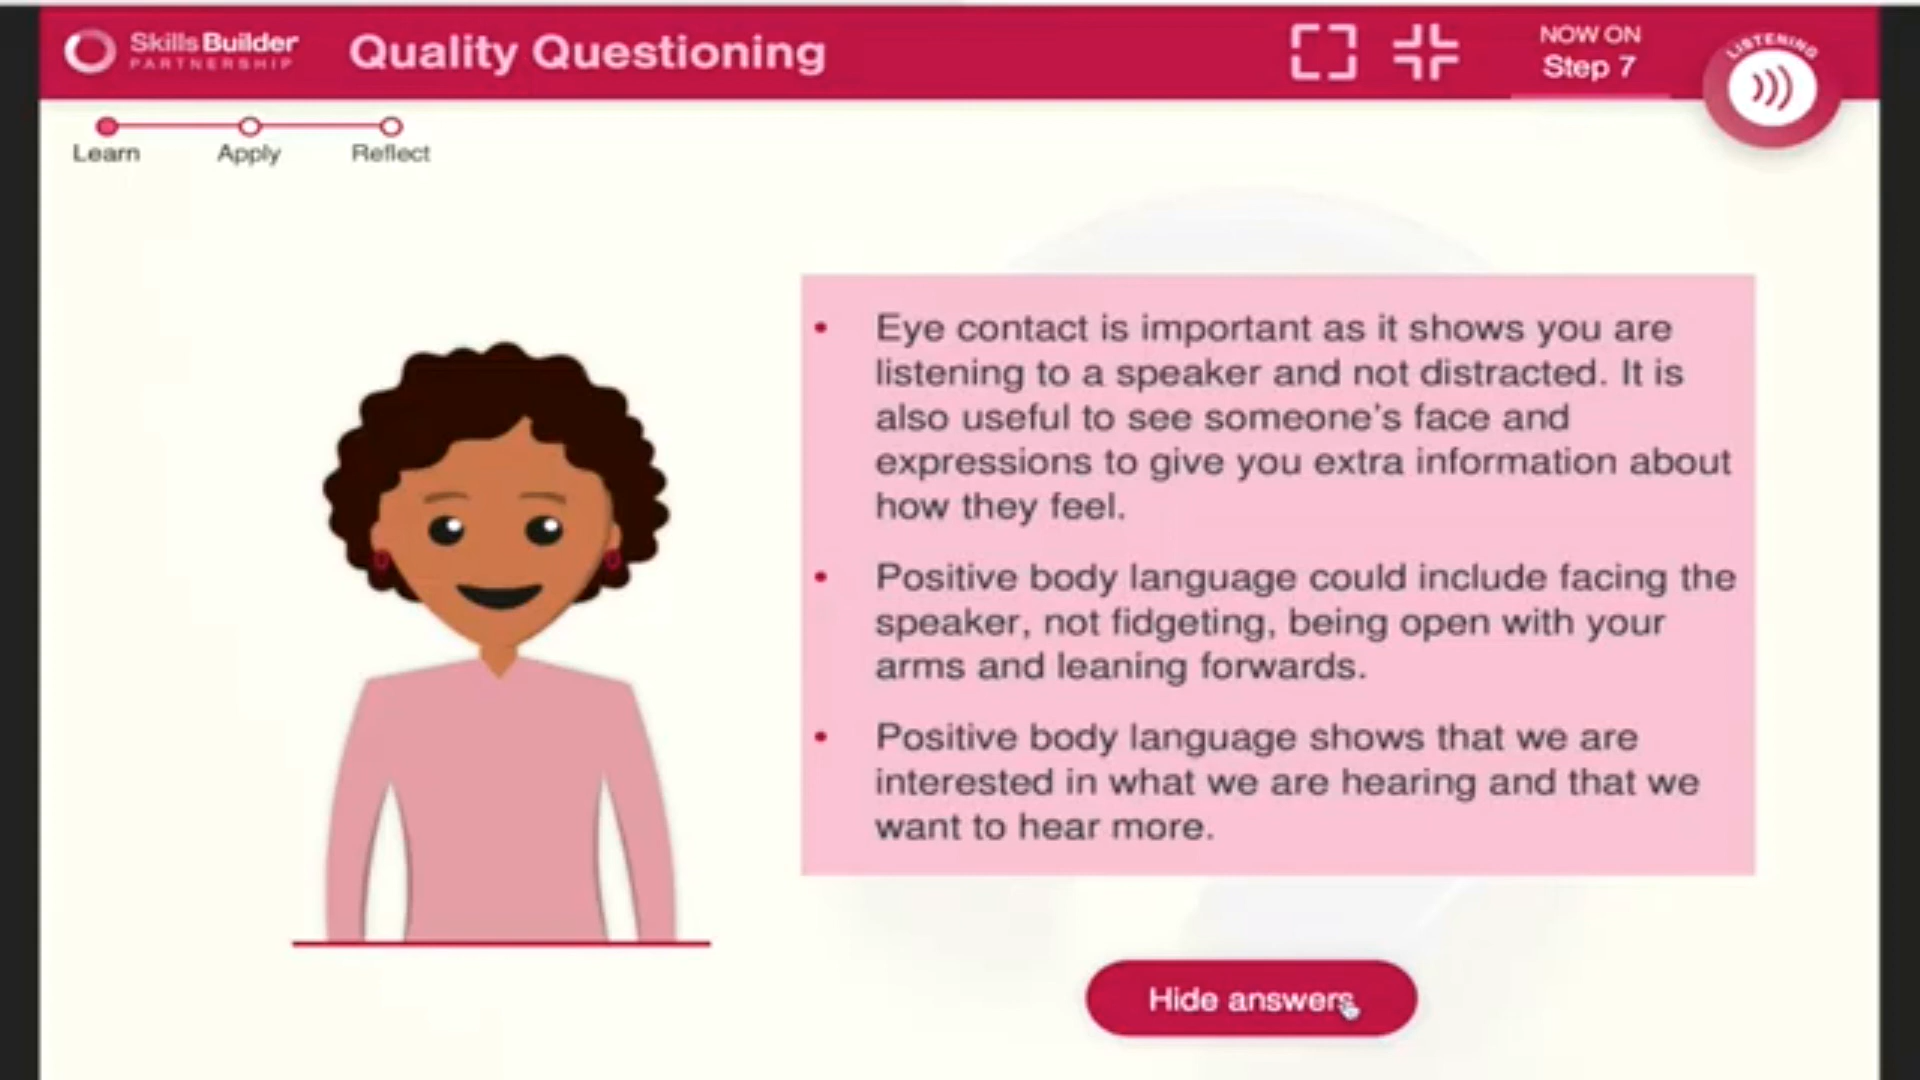 Skills Builder
PARTNERSHIP
Quality Questioning
NOW ON
Step 7
LISTENING
Learn
Apply
Reflect
• Eye contact is important as it shows you are
listening to a speaker and not distracted. It is
also useful to see someone's face and
expressions to give you extra information about
how they feel.
• Positive body language could include facing the
speaker, not fidgeting, being open with your
arms and leaning forwards.
• Positive body language shows that we are
interested in what we are hearing and that we
want to hear more.
Hide answers